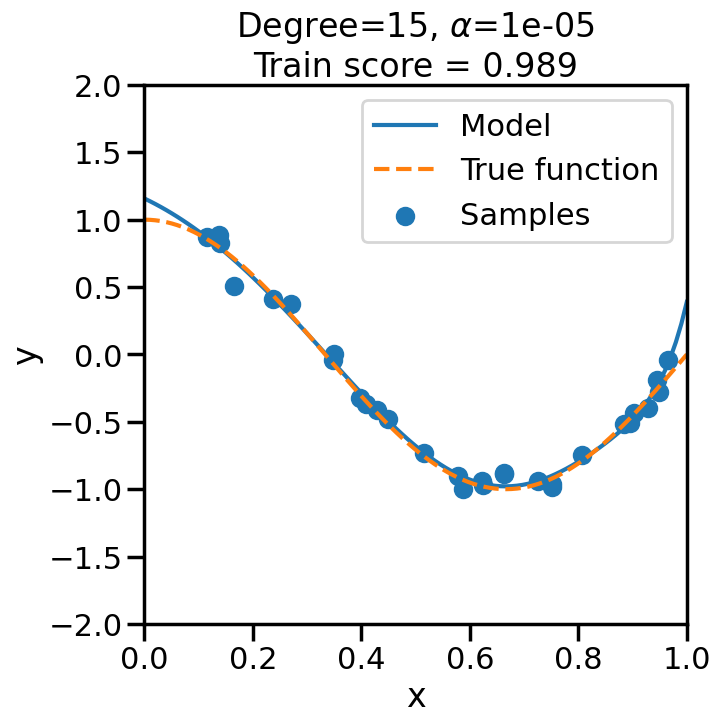 Degree=15, α=1e-05
Train score = 0.989
2.0
1.5
1.0
0.5
0.0
−0.5
−1.0
−1.5
−2.0
y
Model
True function
Samples
0.0 0.2 0.4 0.6 0.8 1.0
x